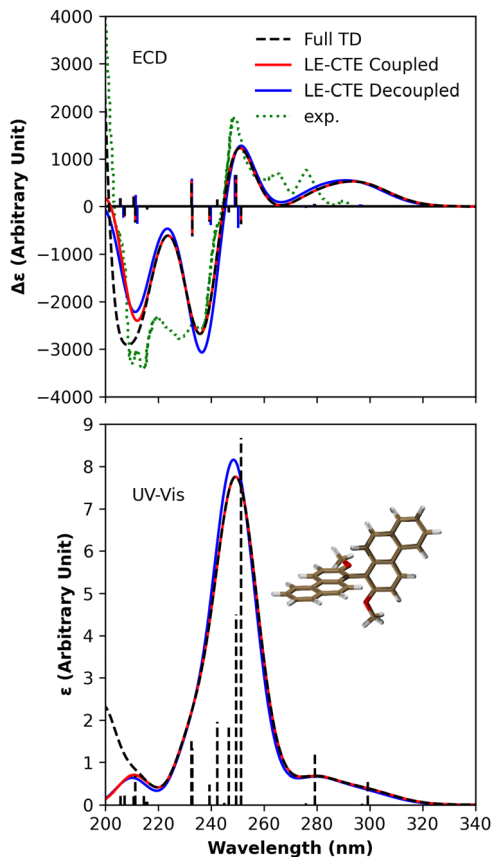 4000
3000
2000
1000
0
−1000
−2000
−3000
−4000
Δε (Arbitrary Unit)
ECD
Full TD
LE-CTE Coupled
LE-CTE Decoupled
exp.
9
8
7
6
5
4
3
2
1
0
ε (Arbitrary Unit)
UV-Vis
200 220 240 260 280 300 320 340
Wavelength (nm)